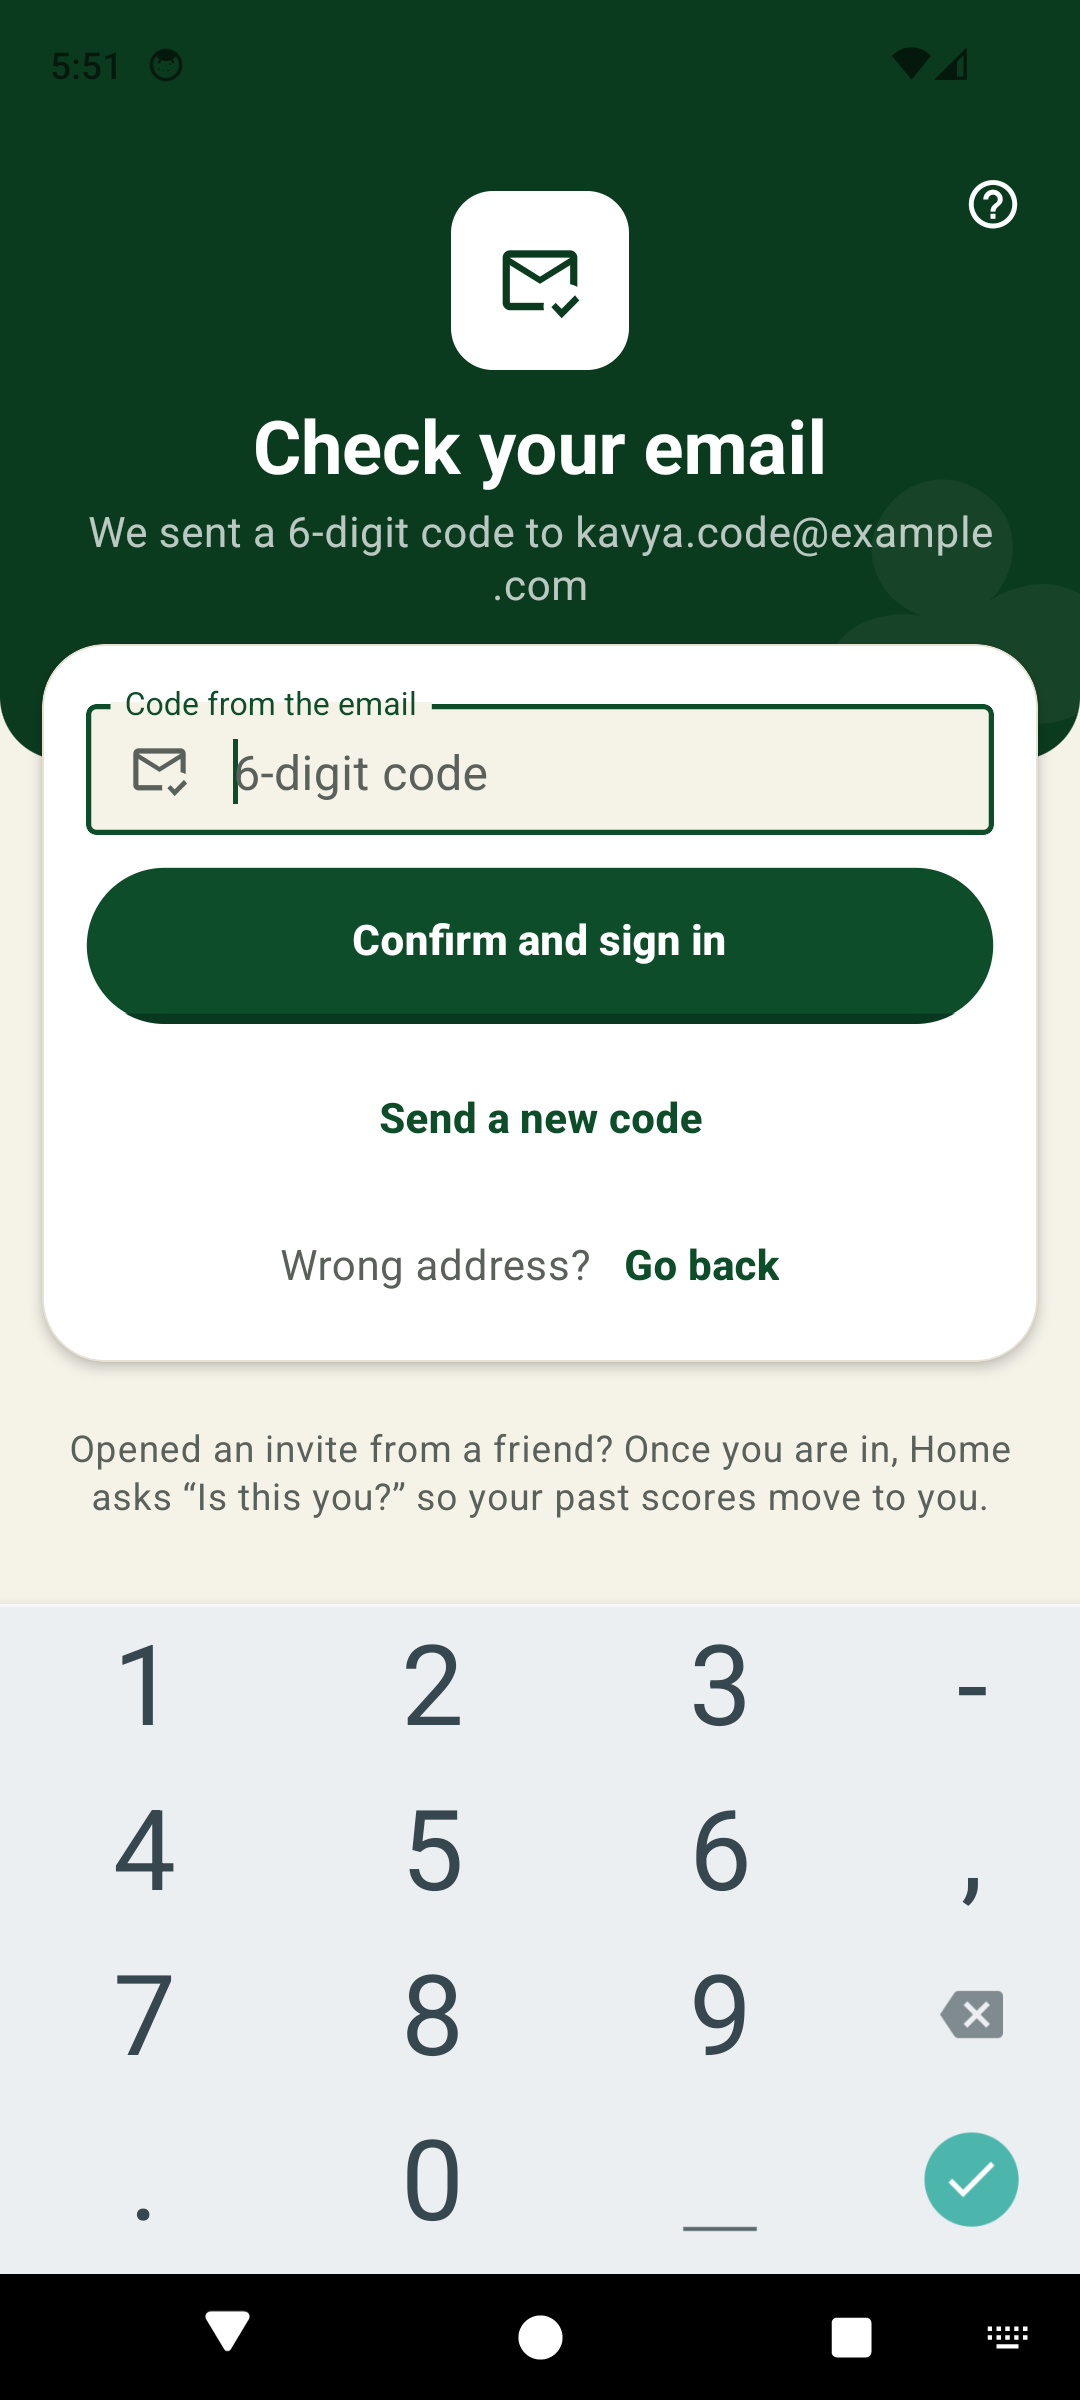 5:51
Check your email
We sent a 6-digit code to kavya.code@example
.com
Code from the email
6-digit code
Confirm and sign in
Send a new code
Wrong address? Go back
Opened an invite from a friend? Once you are in, Home
asks “Is this you?” so your past scores move to you.
1 2 3 -
4 5 6 ,
7 8 9
. 0 _